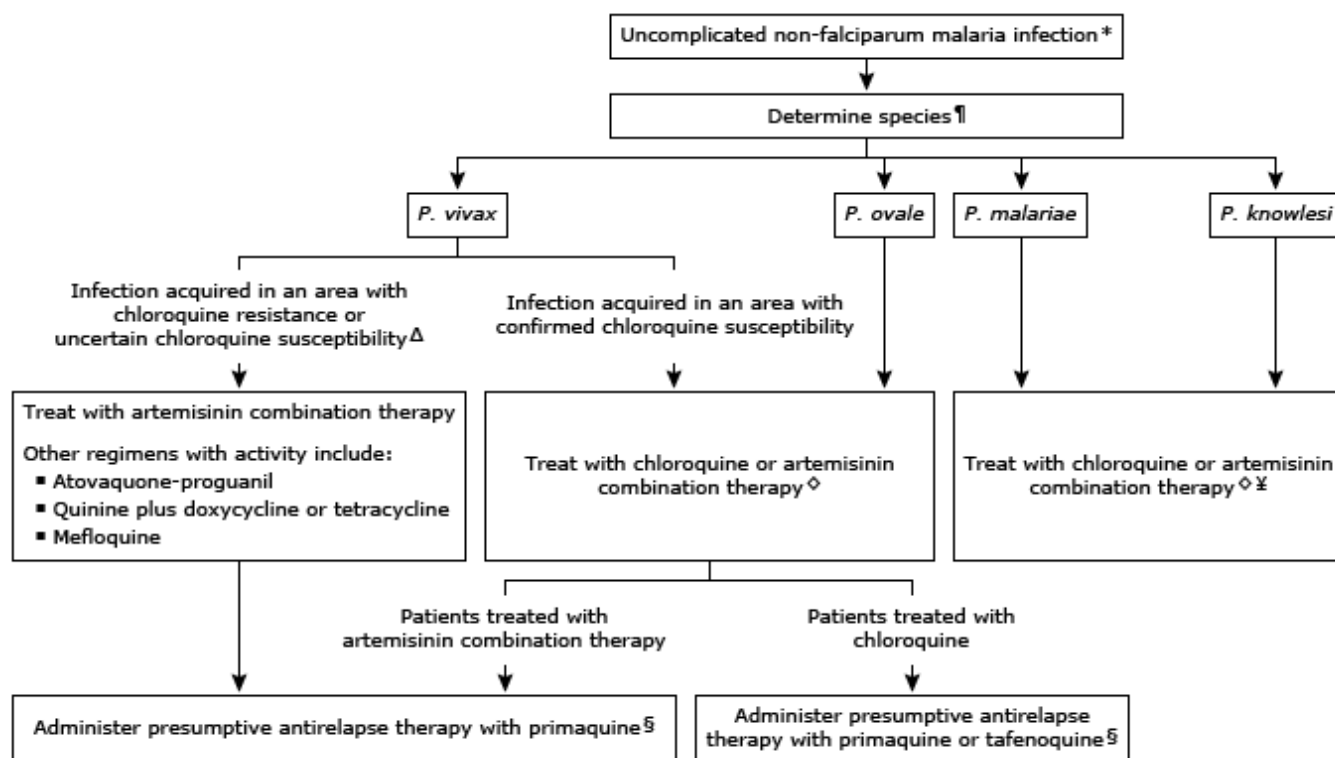 Uncomplicated non-falciparum malaria infection*
Determine species¶
P. vivax
P. ovale
P. malariae
P. knowlesi
Infection acquired in an area with
chloroquine resistance or
uncertain chloroquine susceptibilityΔ
Infection acquired in an area with
confirmed chloroquine susceptibility
Treat with artemisinin combination therapy
Other regimens with activity include:
▪ Atovaquone-proguanil
▪ Quinine plus doxycycline or tetracycline
▪ Mefloquine
Treat with chloroquine or artemisinin
combination therapy◇
Treat with chloroquine or artemisinin
combination therapy◇¥
Patients treated with
artemisinin combination therapy
Patients treated with
chloroquine
Administer presumptive antirelapse therapy with primaquine§
Administer presumptive antirelapse
therapy with primaquine or tafenoquine§